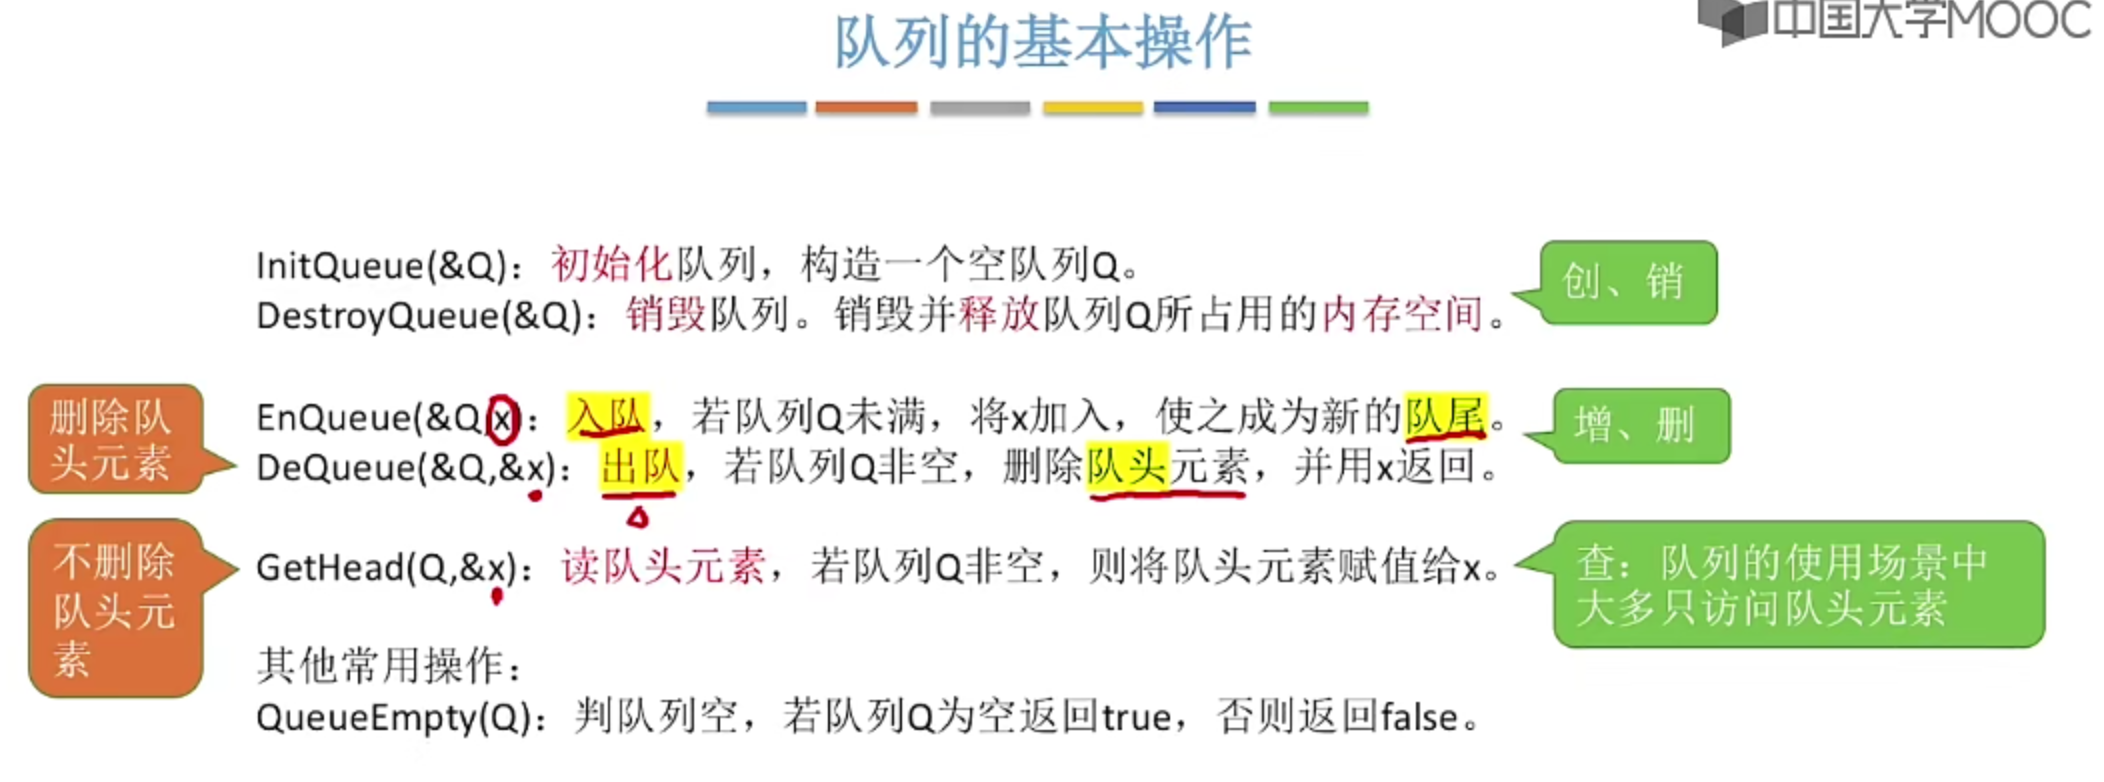 中国大学MOOC
队列的基本操作
InitQueue(&Q)：初始化队列，构造一个空队列Q。
DestroyQueue(&Q)：销毁队列。销毁并释放队列Q所占用的内存空间。
创、销
删除队
头元素
EnQueue(&Q,x)：入队，若队列Q未满，将x加入，使之成为新的队尾。
DeQueue(&Q,&x)：出队，若队列Q非空，删除队头元素，并用x返回。
增、删
不删除
队头元
素
GetHead(Q,&x)：读队头元素，若队列Q非空，则将队头元素赋值给x。
查：队列的使用场景中
大多只访问队头元素
其他常用操作：
QueueEmpty(Q)：判队列空，若队列Q为空返回true，否则返回false。